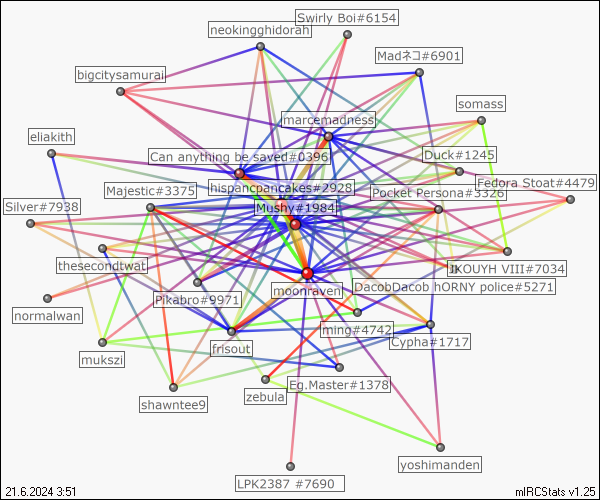 Swirly Boi#6154
neokingghidorah
Madネコ#6901
bigcitysamurai
somass
marcemadness
eliakith
Can anything be saved#0396
Duck#1245
Fedora Stoat#4479
Majestic#3375
hispancpancakes#2928
Pocket Persona#3326
Silver#7938
Mushy#1984
thesecondtwat
JKOUYH VIII#7034
Pikabro#9971
moonraven
DacobDacob hORNY police#5271
normalwan
ming#4742
mukszi
frisout
Cypha#1717
shawntee9
zebula
Eg.Master#1378
yoshimanden
LPK2387 #7690
21.6.2024 3:51
mIRCStats v1.25